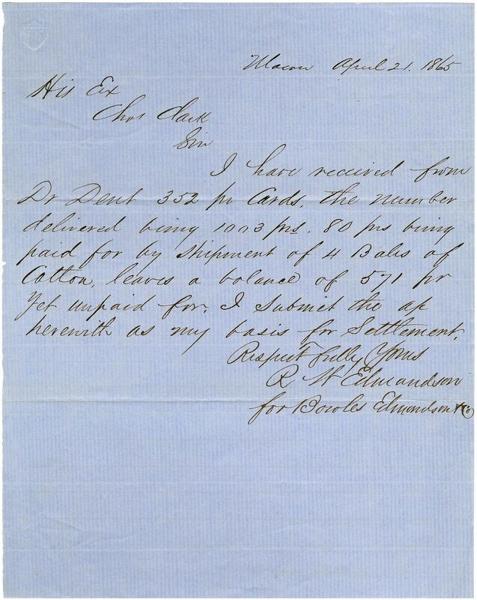 Macon April 21. 1865
His Ex
Chas Clark
Sir
I have received from
Dr Dent 352 pr Cards, the number
delivered being 1003 prs. 80 prs being
paid for by shipment of 4 Bales of
Cotton, leaves a balance of 571 pr
yet unpaid for. I submit the ap
herewith as my basis for Settlement.
Respectfully Yours
R W Edmandson
for Bowles Edmondson & Co